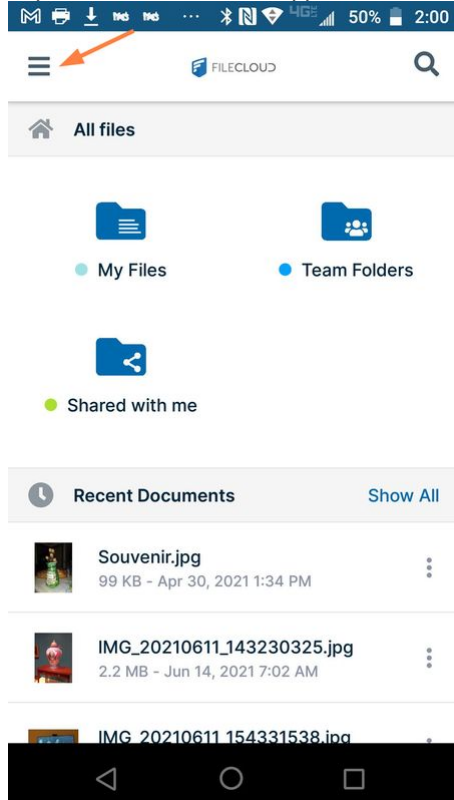 4G 50% 2:00
FILECLOUD
All files
My Files
Team Folders
Shared with me
Recent Documents Show All
Souvenir.jpg
99 KB - Apr 30, 2021 1:34 PM
IMG_20210611_143230325.jpg
2.2 MB - Jun 14, 2021 7:02 AM
IMG_20210611_154331538.jpg